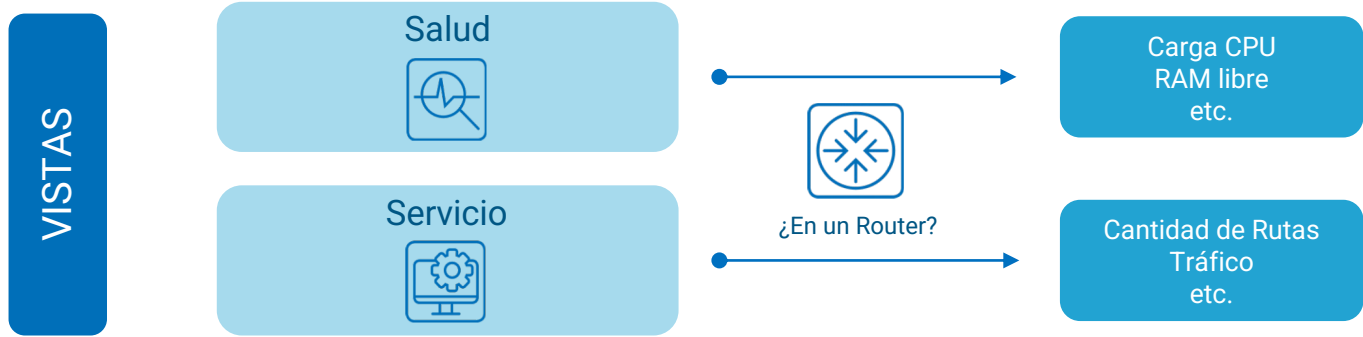 VISTAS
Salud
Carga CPU
RAM libre
etc.
¿En un Router?
Servicio
Cantidad de Rutas
Tráfico
etc.